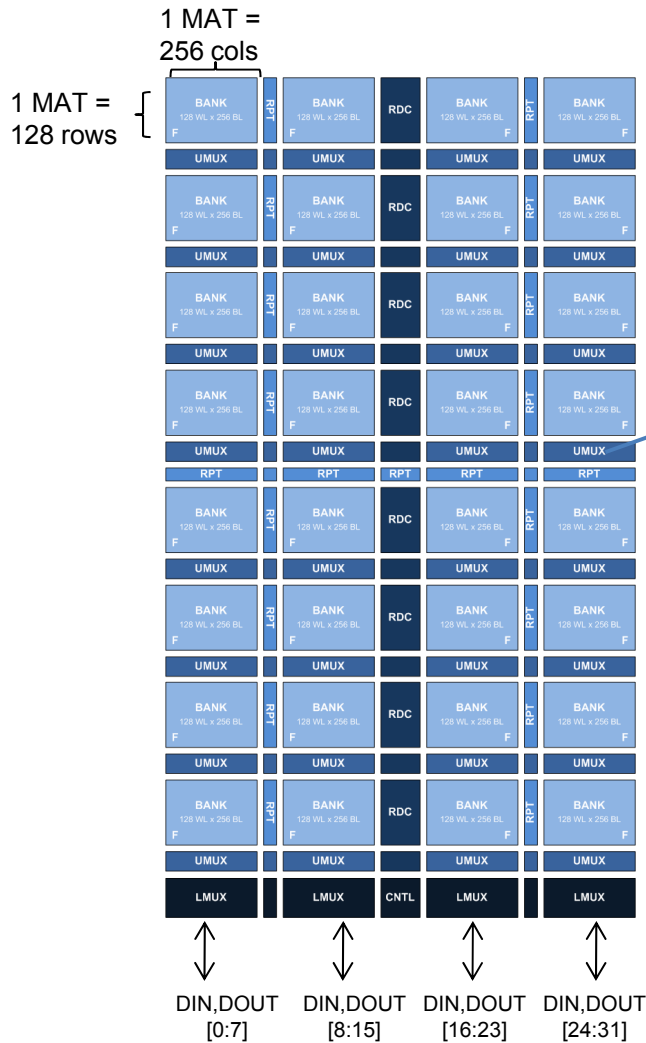 1 MAT =
256 cols
1 MAT =
128 rows
BANK RPT BANK RDC BANK RPT BANK
128 WL x 256 BL 128 WL x 256 BL 128 WL x 256 BL 128 WL x 256 BL
F F F F
UMUX UMUX UMUX UMUX
BANK RPT BANK RDC BANK RPT BANK
128 WL x 256 BL 128 WL x 256 BL 128 WL x 256 BL 128 WL x 256 BL
F F F F
UMUX UMUX UMUX UMUX
BANK RPT BANK RDC BANK RPT BANK
128 WL x 256 BL 128 WL x 256 BL 128 WL x 256 BL 128 WL x 256 BL
F F F F
UMUX UMUX UMUX UMUX
BANK RPT BANK RDC BANK RPT BANK
128 WL x 256 BL 128 WL x 256 BL 128 WL x 256 BL 128 WL x 256 BL
F F F F
UMUX UMUX UMUX UMUX
RPT RPT RPT RPT RPT
BANK RPT BANK RDC BANK RPT BANK
128 WL x 256 BL 128 WL x 256 BL 128 WL x 256 BL 128 WL x 256 BL
F F F F
UMUX UMUX UMUX UMUX
BANK RPT BANK RDC BANK RPT BANK
128 WL x 256 BL 128 WL x 256 BL 128 WL x 256 BL 128 WL x 256 BL
F F F F
UMUX UMUX UMUX UMUX
BANK RPT BANK RDC BANK RPT BANK
128 WL x 256 BL 128 WL x 256 BL 128 WL x 256 BL 128 WL x 256 BL
F F F F
UMUX UMUX UMUX UMUX
BANK RPT BANK RDC BANK RPT BANK
128 WL x 256 BL 128 WL x 256 BL 128 WL x 256 BL 128 WL x 256 BL
F F F F
UMUX UMUX UMUX UMUX
LMUX LMUX CNTL LMUX LMUX
DIN,DOUT DIN,DOUT DIN,DOUT DIN,DOUT
[0:7] [8:15] [16:23] [24:31]